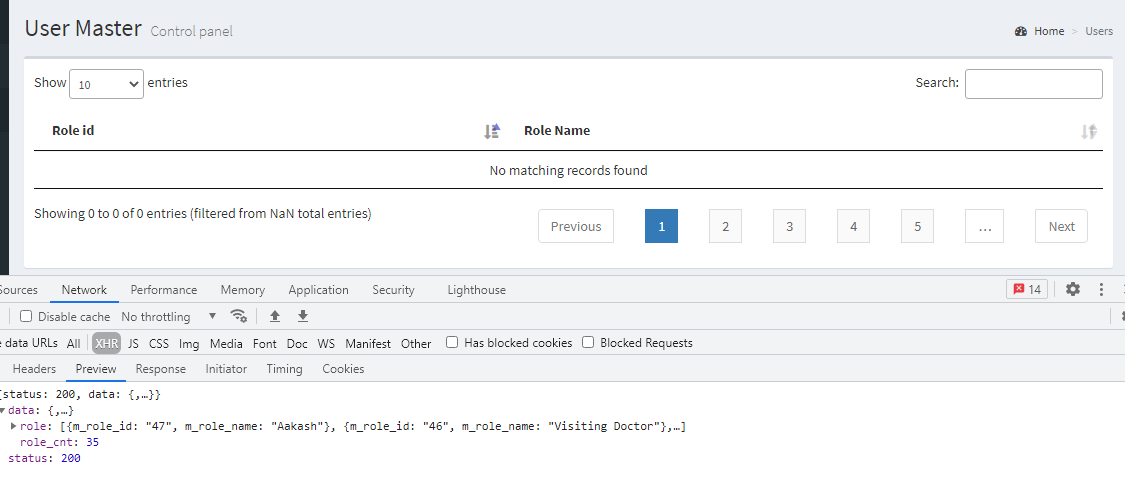 User Master Control panel
Home > Users
Show 10 entries
Search:
Role id Role Name
No matching records found
Showing 0 to 0 of 0 entries (filtered from NaN total entries)
Previous 1 2 3 4 5 … Next
Sources Network Performance Memory Application Security Lighthouse 14
Disable cache No throttling
data URLs All XHR JS CSS Img Media Font Doc WS Manifest Other Has blocked cookies Blocked Requests
Headers Preview Response Initiator Timing Cookies
{status: 200, data: {,…}}
data: {,…}
role: [{m_role_id: "47", m_role_name: "Aakash"}, {m_role_id: "46", m_role_name: "Visiting Doctor"},…]
role_cnt: 35
status: 200